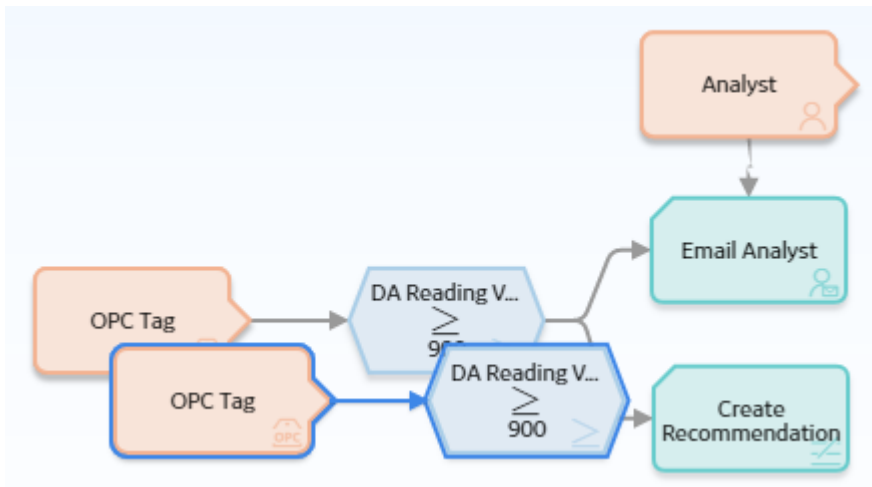 Analyst
Email Analyst
DA Reading V...
≥
OPC Tag
DA Reading V...
≥
900
OPC Tag
OPC
Create
Recommendation